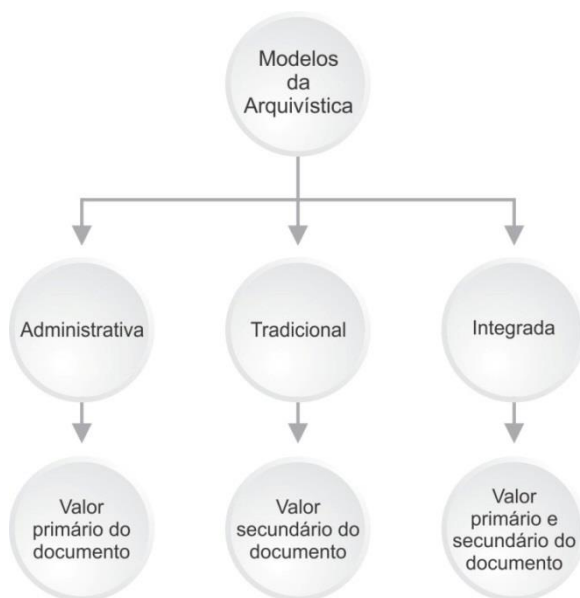 Modelos
da
Arquivística
Administrativa
Tradicional
Integrada
Valor
primário do
documento
Valor
secundário do
documento
Valor
primário e
secundário do
documento